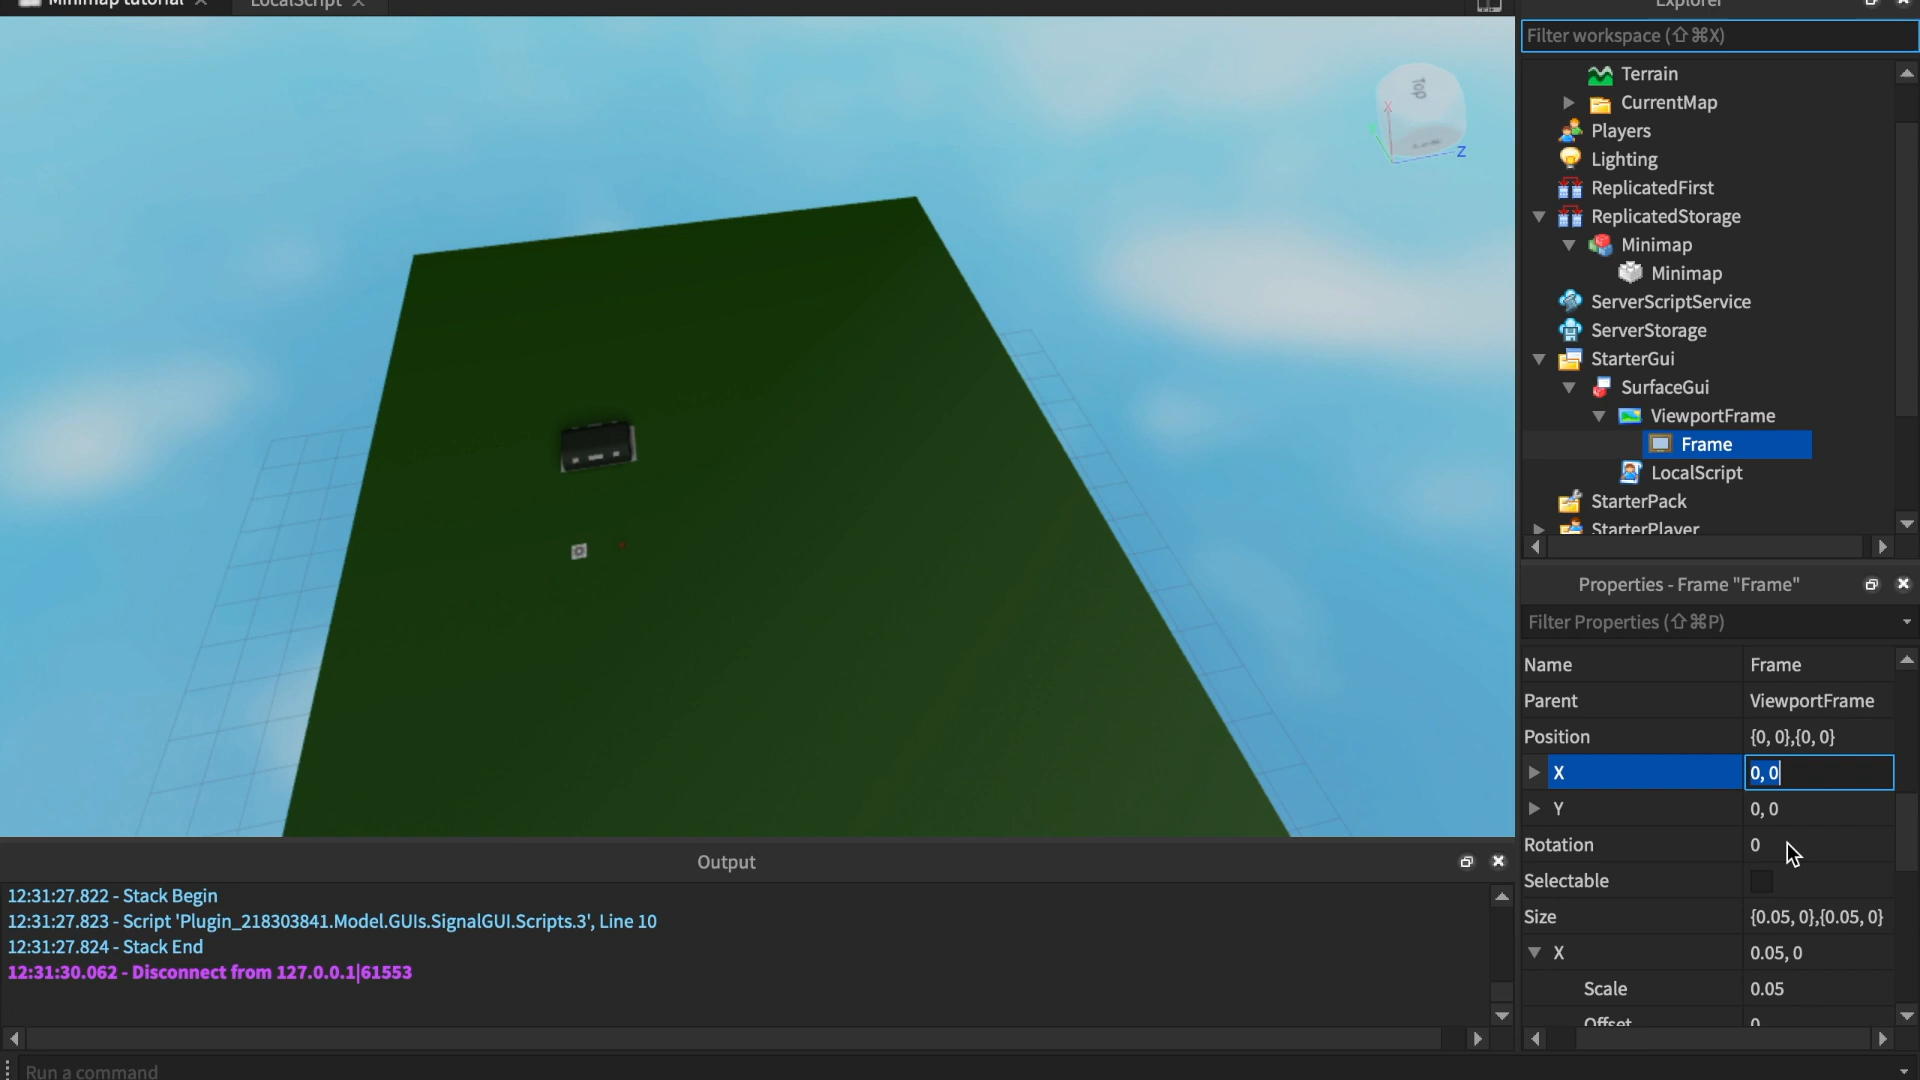 Minimap tutorial
LocalScript
Explorer
Filter workspace (⇧⌘X)
Top
X
Z
Terrain
CurrentMap
Players
Lighting
ReplicatedFirst
ReplicatedStorage
Minimap
Minimap
ServerScriptService
ServerStorage
StarterGui
SurfaceGui
ViewportFrame
Frame
LocalScript
StarterPack
StarterPlayer
Properties - Frame "Frame"
Filter Properties (⇧⌘P)
Name Frame
Parent ViewportFrame
Position {0, 0},{0, 0}
X 0, 0
Y 0, 0
Rotation 0
Selectable
Size {0.05, 0},{0.05, 0}
X 0.05, 0
Scale 0.05
Offset 0
Output
12:31:27.822 - Stack Begin
12:31:27.823 - Script 'Plugin_218303841.Model.GUIs.SignalGUI.Scripts.3', Line 10
12:31:27.824 - Stack End
12:31:30.062 - Disconnect from 127.0.0.1|61553
Run a command